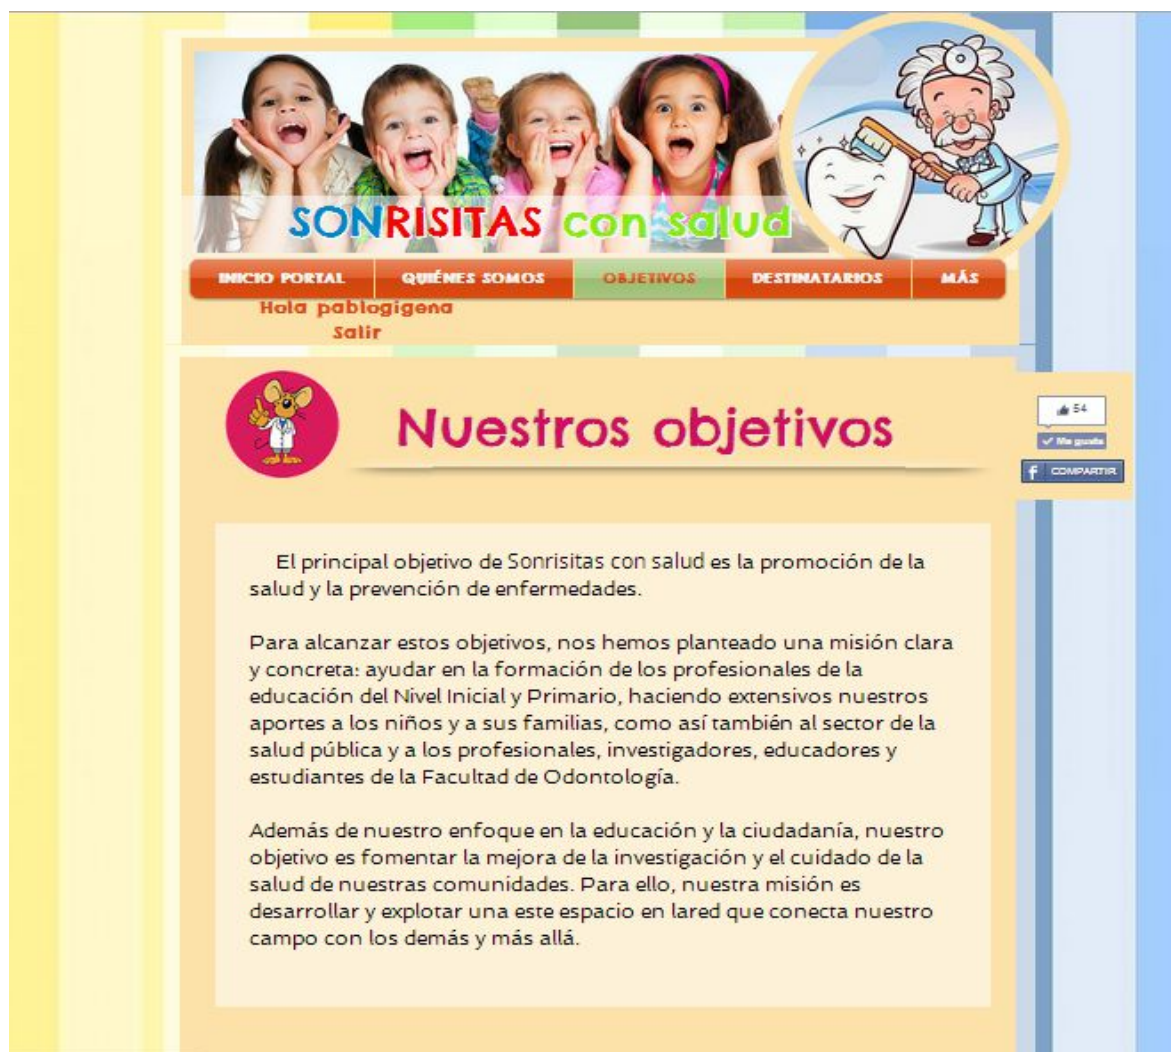 SONRISITAS con salud
INICIO PORTAL QUIÉNES SOMOS OBJETIVOS DESTINATARIOS MÁS
Hola pablogigena
Salir
Nuestros objetivos
54
Me gusta
COMPARTIR
El principal objetivo de Sonrisitas con salud es la promoción de la
salud y la prevención de enfermedades.
Para alcanzar estos objetivos, nos hemos planteado una misión clara
y concreta: ayudar en la formación de los profesionales de la
educación del Nivel Inicial y Primario, haciendo extensivos nuestros
aportes a los niños y a sus familias, como así también al sector de la
salud pública y a los profesionales, investigadores, educadores y
estudiantes de la Facultad de Odontología.
Además de nuestro enfoque en la educación y la ciudadanía, nuestro
objetivo es fomentar la mejora de la investigación y el cuidado de la
salud de nuestras comunidades. Para ello, nuestra misión es
desarrollar y explotar una este espacio en lared que conecta nuestro
campo con los demás y más allá.